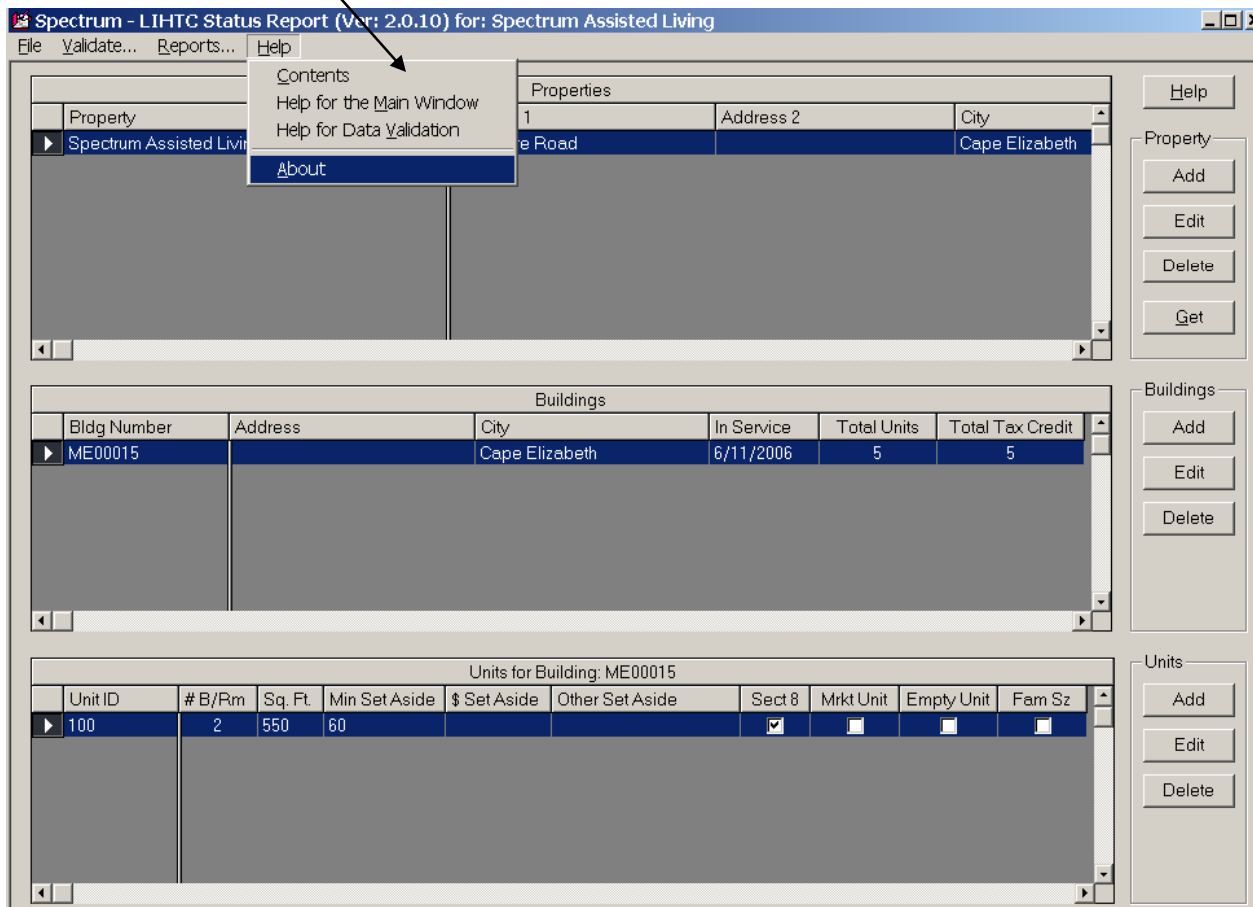 Spectrum - LIHTC Status Report (Ver: 2.0.10) for: Spectrum Assisted Living
File Validate... Reports... Help
Contents
Help for the Main Window
Help for Data Validation
About
Properties
Property 1 Address 2 City
Spectrum Assisted Road Cape Elizabeth
Help
Property
Add
Edit
Delete
Get
Buildings
Bldg Number Address City In Service Total Units Total Tax Credit
ME00015 Cape Elizabeth 6/11/2006 5 5
Buildings
Add
Edit
Delete
Units for Building: ME00015
Unit ID # B/Rm Sq. Ft. Min Set Aside $ Set Aside Other Set Aside Sect 8 Mrkt Unit Empty Unit Fam Sz
100 2 550 60
Units
Add
Edit
Delete